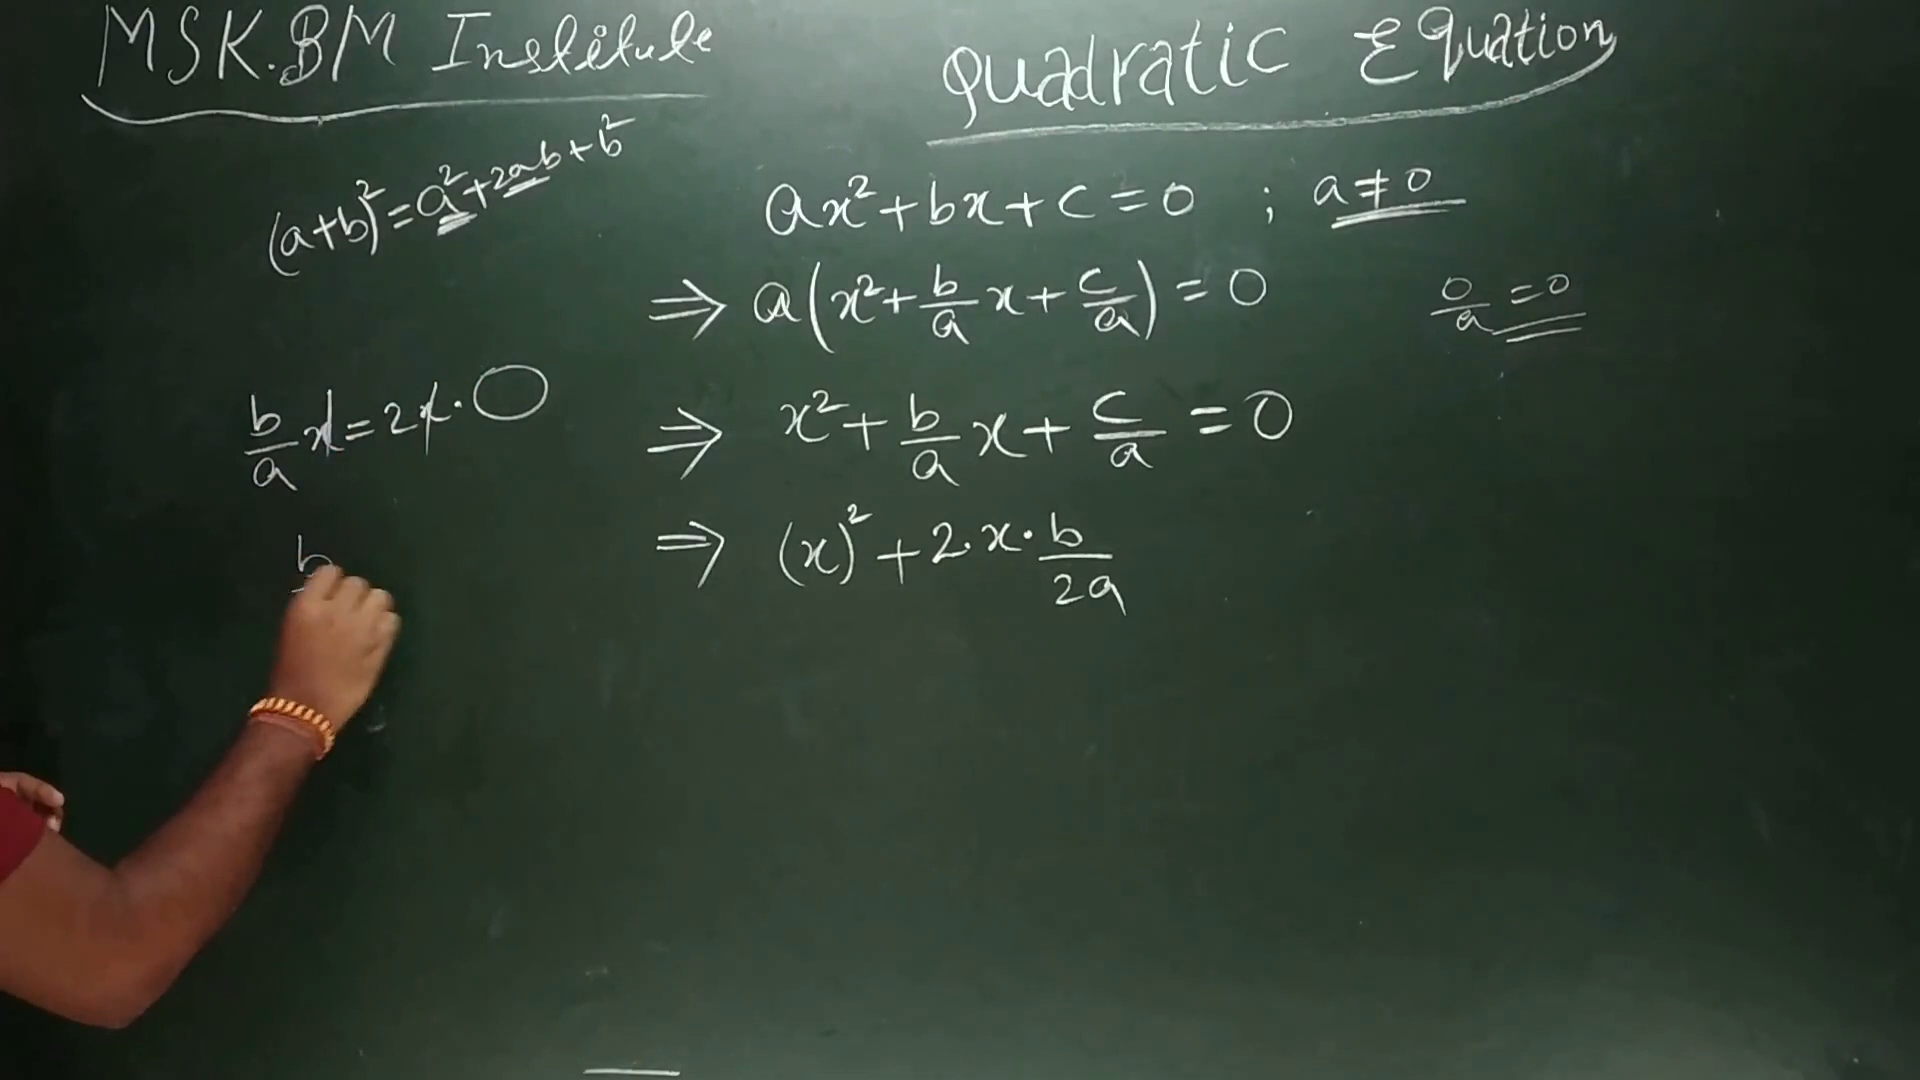 MSK.BM Institute
Quadratic Equation
(a+b)² = a² + 2ab + b²
ax² + bx + c = 0 ; a ≠ 0
⇒ a(x² + b/a x + c/a) = 0
0/a = 0
b/a x = 2x · ◯
⇒ x² + b/a x + c/a = 0
⇒ (x)² + 2·x· b/2a
b